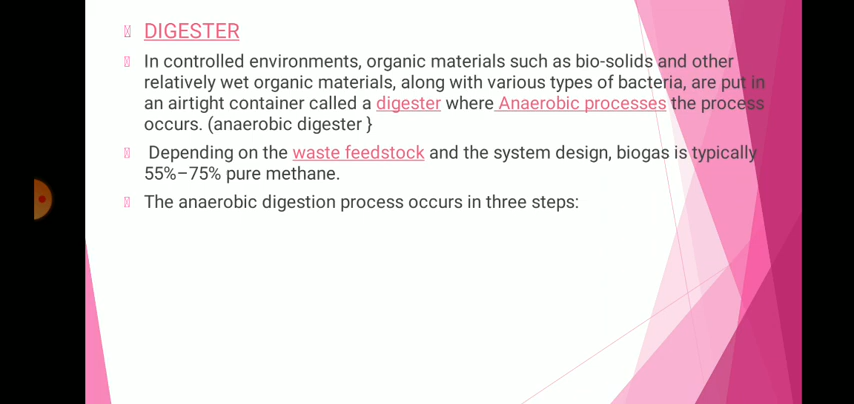 DIGESTER
In controlled environments, organic materials such as bio-solids and other
relatively wet organic materials, along with various types of bacteria, are put in
an airtight container called a digester where Anaerobic processes the process
occurs. (anaerobic digester }
Depending on the waste feedstock and the system design, biogas is typically
55%–75% pure methane.
The anaerobic digestion process occurs in three steps: